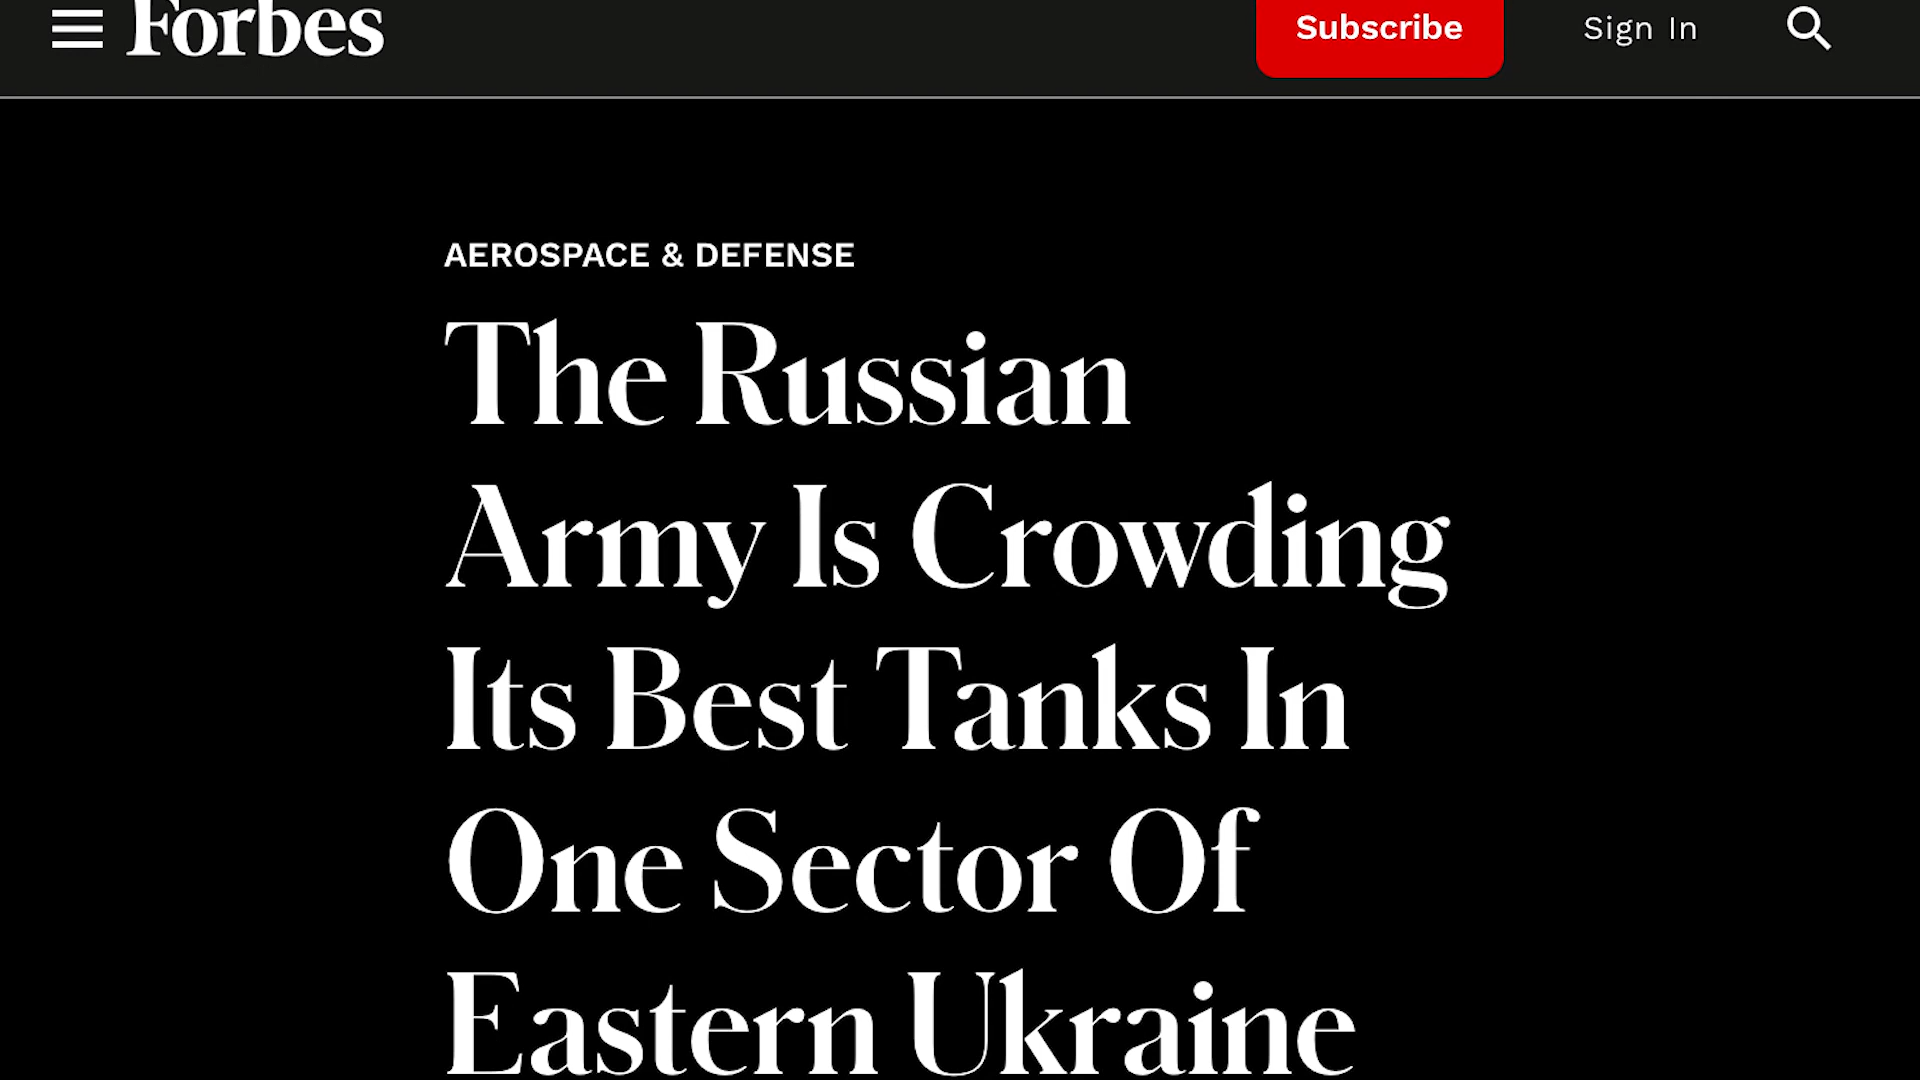 Forbes
Subscribe
Sign In
AEROSPACE & DEFENSE
The Russian
Army Is Crowding
Its Best Tanks In
One Sector Of
Eastern Ukraine